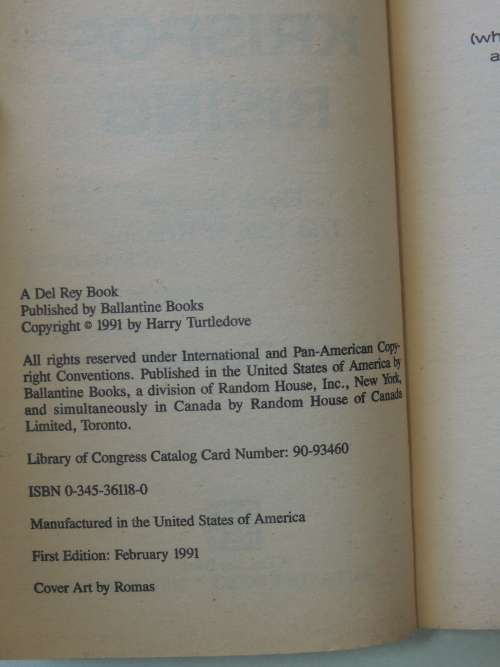 A Del Rey Book
Published by Ballantine Books
Copyright © 1991 by Harry Turtledove
All rights reserved under International and Pan-American Copy-
right Conventions. Published in the United States of America by
Ballantine Books, a division of Random House, Inc., New York,
and simultaneously in Canada by Random House of Canada
Limited, Toronto.
Library of Congress Catalog Card Number: 90-93460
ISBN 0-345-36118-0
Manufactured in the United States of America
First Edition: February 1991
Cover Art by Romas
(wh
a